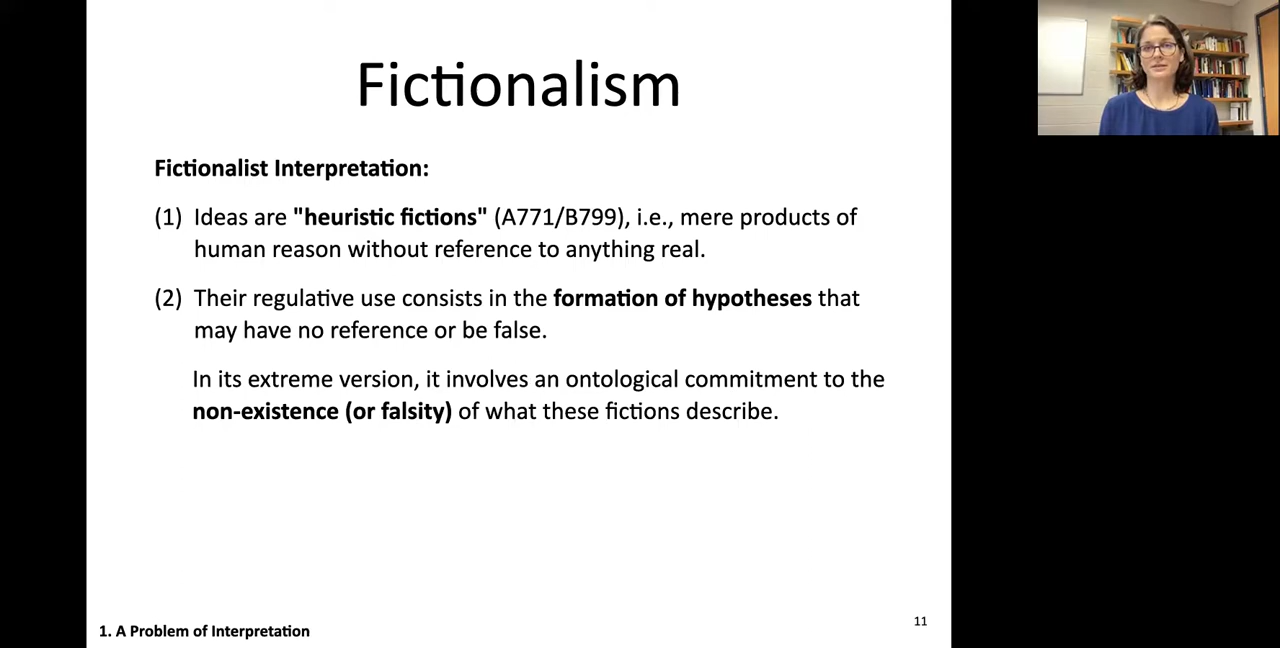 Fictionalism
Fictionalist Interpretation:
(1) Ideas are "heuristic fictions" (A771/B799), i.e., mere products of
human reason without reference to anything real.
(2) Their regulative use consists in the formation of hypotheses that
may have no reference or be false.
In its extreme version, it involves an ontological commitment to the
non-existence (or falsity) of what these fictions describe.
1. A Problem of Interpretation
11